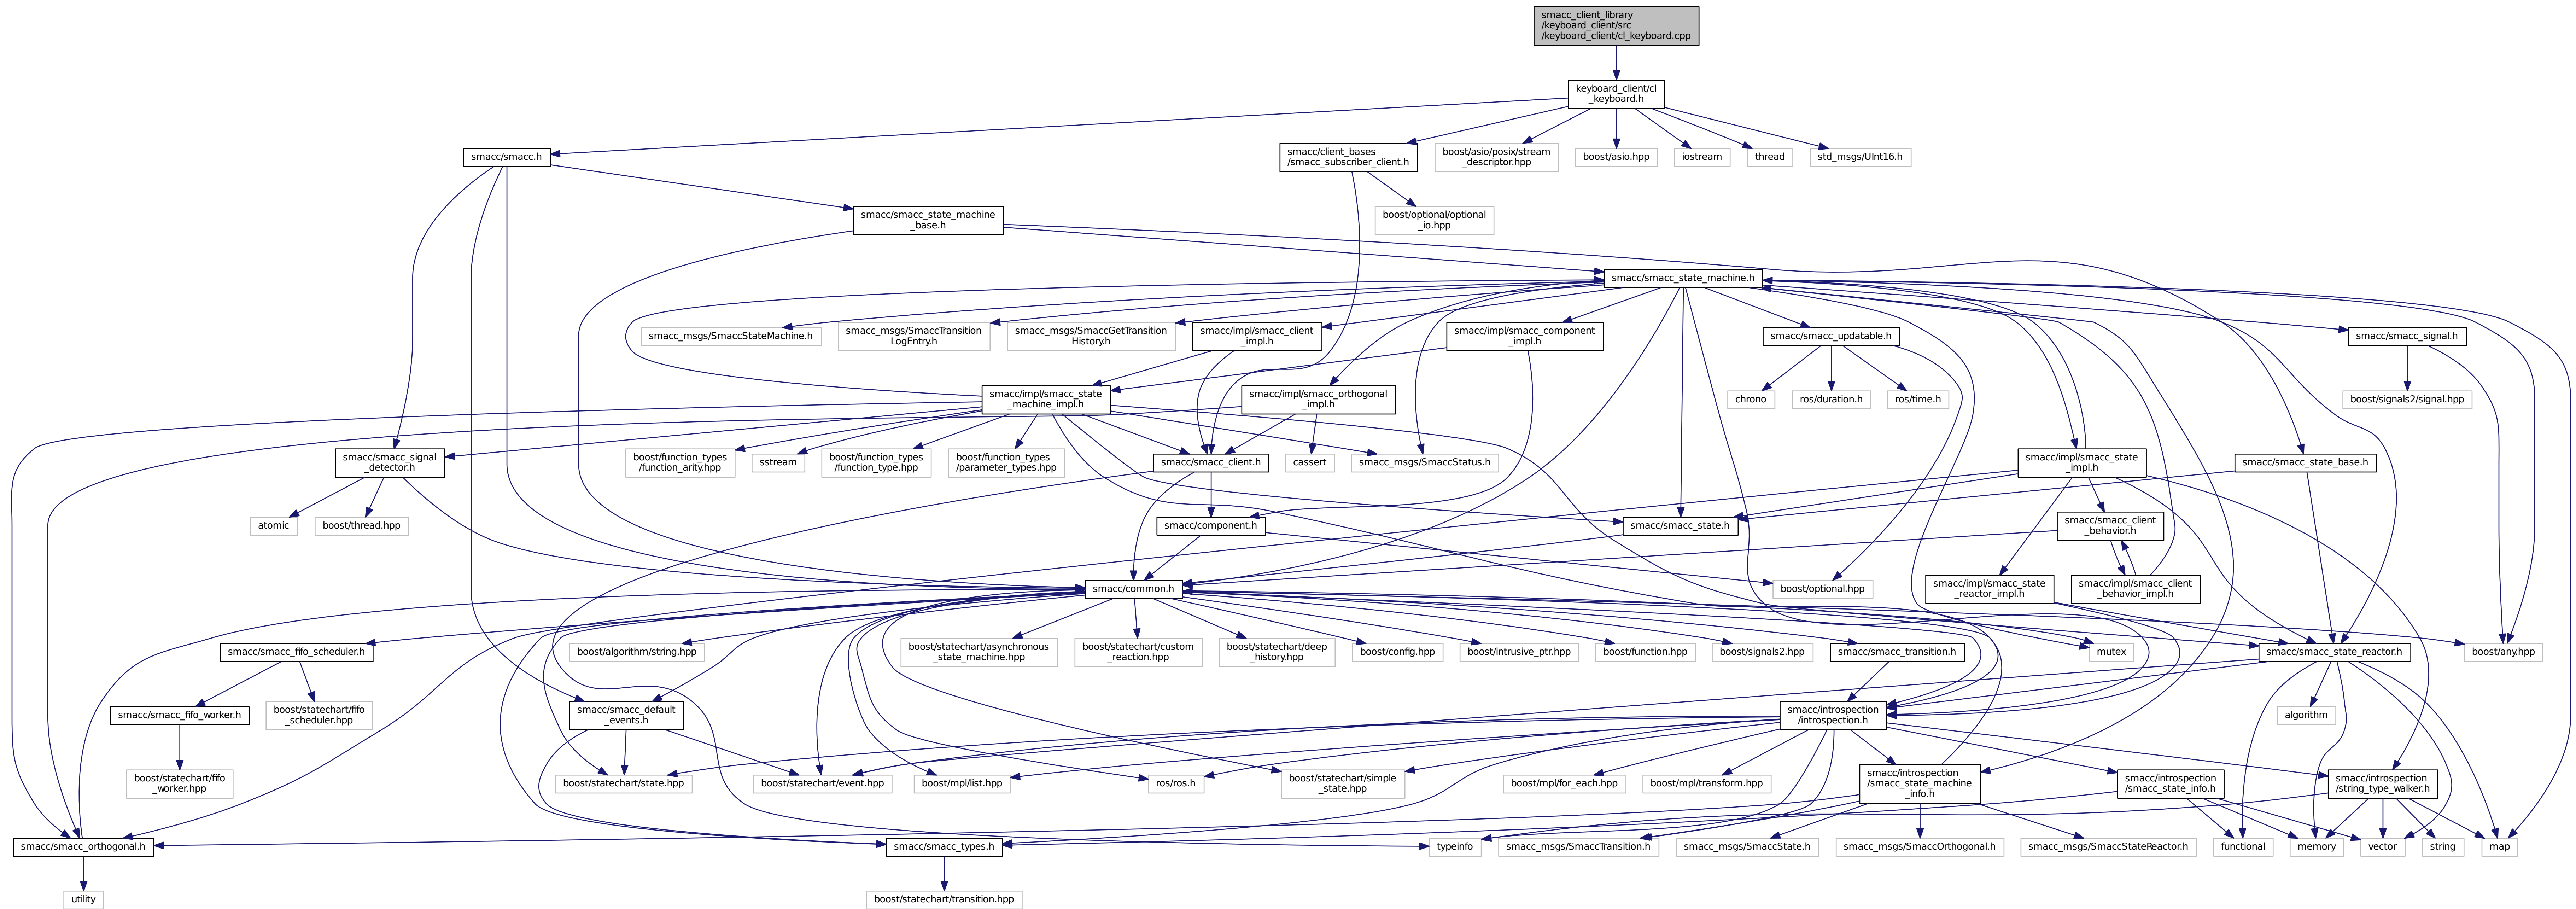 smacc_client_library
/keyboard_client/src
/keyboard_client/cl_keyboard.cpp
keyboard_client/cl
_keyboard.h
smacc/smacc.h
smacc/client_bases
/smacc_subscriber_client.h
boost/asio/posix/stream
_descriptor.hpp
boost/asio.hpp
iostream
thread
std_msgs/UInt16.h
smacc/smacc_state_machine
_base.h
boost/optional/optional
_io.hpp
smacc/smacc_state_machine.h
smacc_msgs/SmaccStateMachine.h
smacc_msgs/SmaccTransition
LogEntry.h
smacc_msgs/SmaccGetTransition
History.h
smacc/impl/smacc_client
_impl.h
smacc/impl/smacc_component
_impl.h
smacc/smacc_updatable.h
smacc/smacc_signal.h
smacc/impl/smacc_state
_machine_impl.h
smacc/impl/smacc_orthogonal
_impl.h
chrono
ros/duration.h
ros/time.h
boost/signals2/signal.hpp
smacc/smacc_signal
_detector.h
boost/function_types
/function_arity.hpp
sstream
boost/function_types
/function_type.hpp
boost/function_types
/parameter_types.hpp
smacc/smacc_client.h
cassert
smacc_msgs/SmaccStatus.h
smacc/impl/smacc_state
_impl.h
smacc/smacc_state_base.h
atomic
boost/thread.hpp
smacc/component.h
smacc/smacc_state.h
smacc/smacc_client
_behavior.h
smacc/common.h
boost/optional.hpp
smacc/impl/smacc_state
_reactor_impl.h
smacc/impl/smacc_client
_behavior_impl.h
smacc/smacc_fifo_scheduler.h
boost/algorithm/string.hpp
boost/statechart/asynchronous
_state_machine.hpp
boost/statechart/custom
_reaction.hpp
boost/statechart/deep
_history.hpp
boost/config.hpp
boost/intrusive_ptr.hpp
boost/function.hpp
boost/signals2.hpp
smacc/smacc_transition.h
mutex
smacc/smacc_state_reactor.h
boost/any.hpp
smacc/smacc_fifo_worker.h
boost/statechart/fifo
_scheduler.hpp
smacc/smacc_default
_events.h
smacc/introspection
/introspection.h
algorithm
boost/statechart/fifo
_worker.hpp
boost/statechart/state.hpp
boost/statechart/event.hpp
boost/mpl/list.hpp
ros/ros.h
boost/statechart/simple
_state.hpp
boost/mpl/for_each.hpp
boost/mpl/transform.hpp
smacc/introspection
/smacc_state_machine
_info.h
smacc/introspection
/smacc_state_info.h
smacc/introspection
/string_type_walker.h
smacc/smacc_orthogonal.h
smacc/smacc_types.h
typeinfo
smacc_msgs/SmaccTransition.h
smacc_msgs/SmaccState.h
smacc_msgs/SmaccOrthogonal.h
smacc_msgs/SmaccStateReactor.h
functional
memory
vector
string
map
utility
boost/statechart/transition.hpp